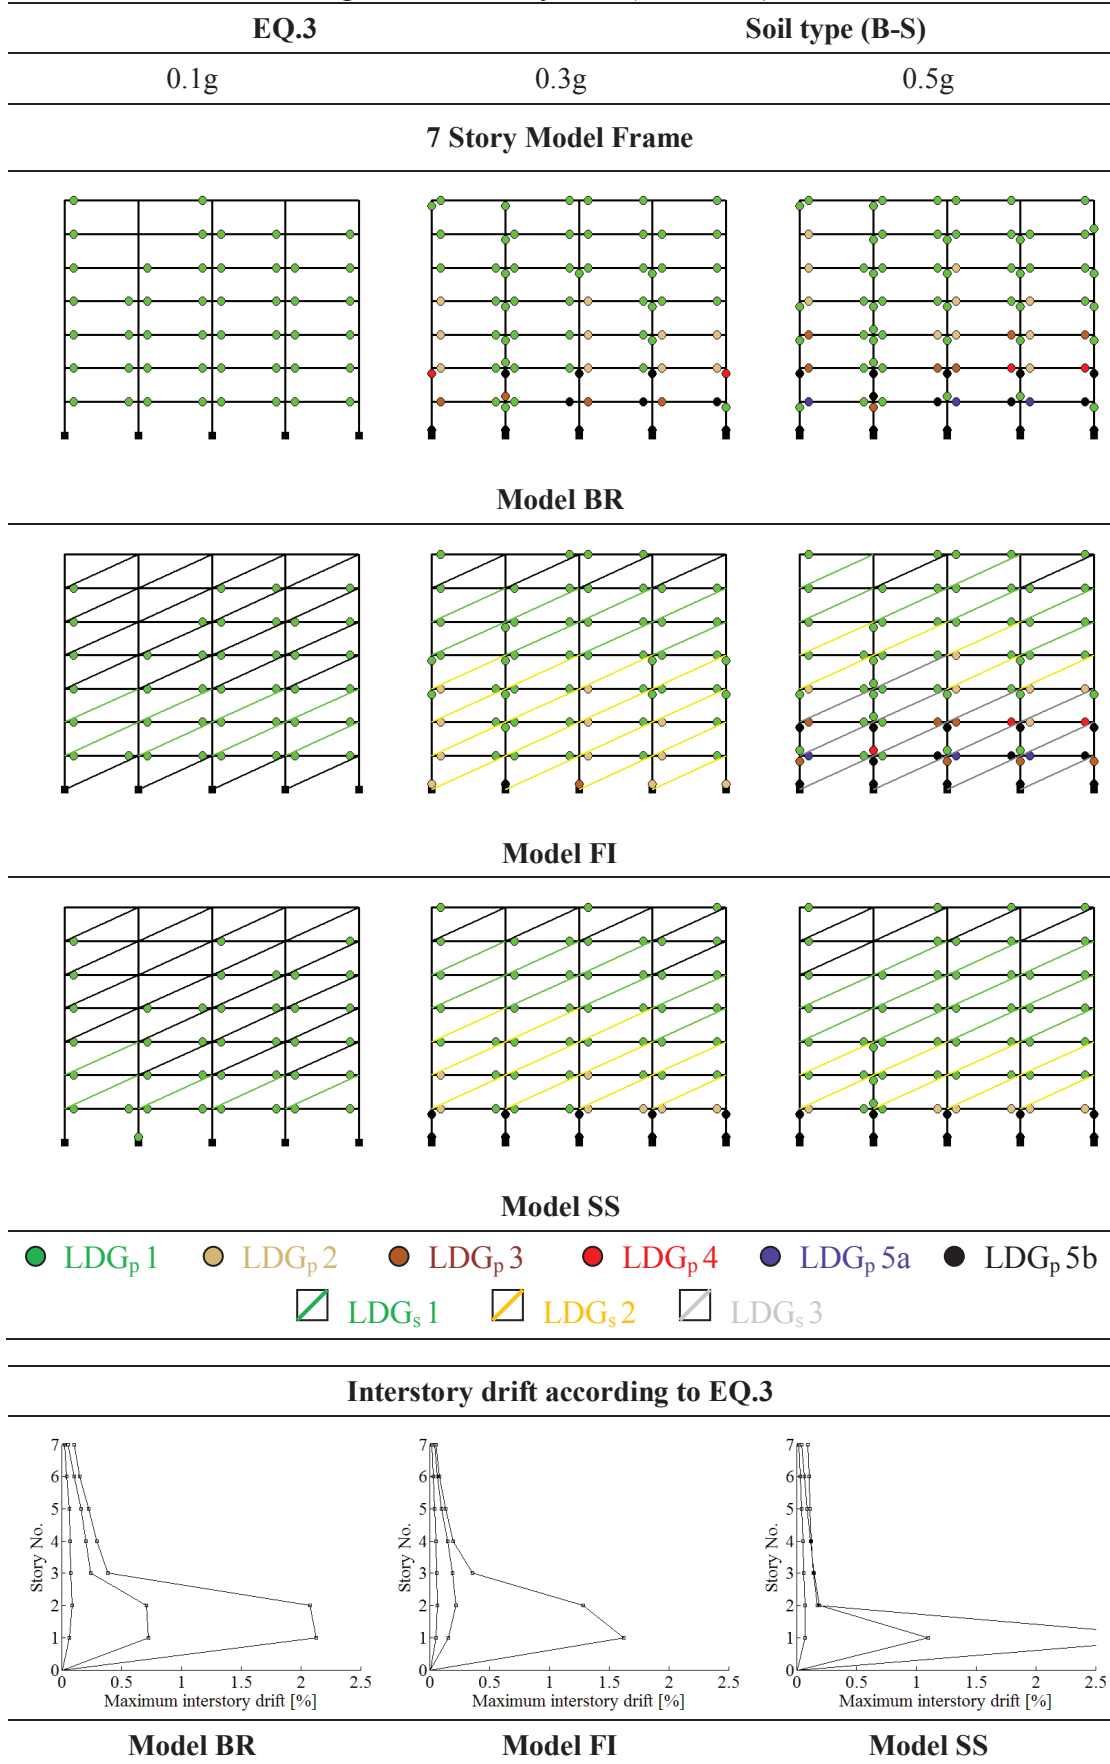 EQ.3 Soil type (B-S)
0.1g 0.3g 0.5g
7 Story Model Frame
Model BR
Model FI
Model SS
LDGp 1 LDGp 2 LDGp 3 LDGp 4 LDGp 5a LDGp 5b
LDGs 1 LDGs 2 LDGs 3
Interstory drift according to EQ.3
7
6
5
4
3
2
1
0
Story No.
0 0.5 1 1.5 2 2.5
Maximum interstory drift [%]
7
6
5
4
3
2
1
0
Story No.
0 0.5 1 1.5 2 2.5
Maximum interstory drift [%]
7
6
5
4
3
2
1
0
Story No.
0 0.5 1 1.5 2 2.5
Maximum interstory drift [%]
Model BR Model FI Model SS